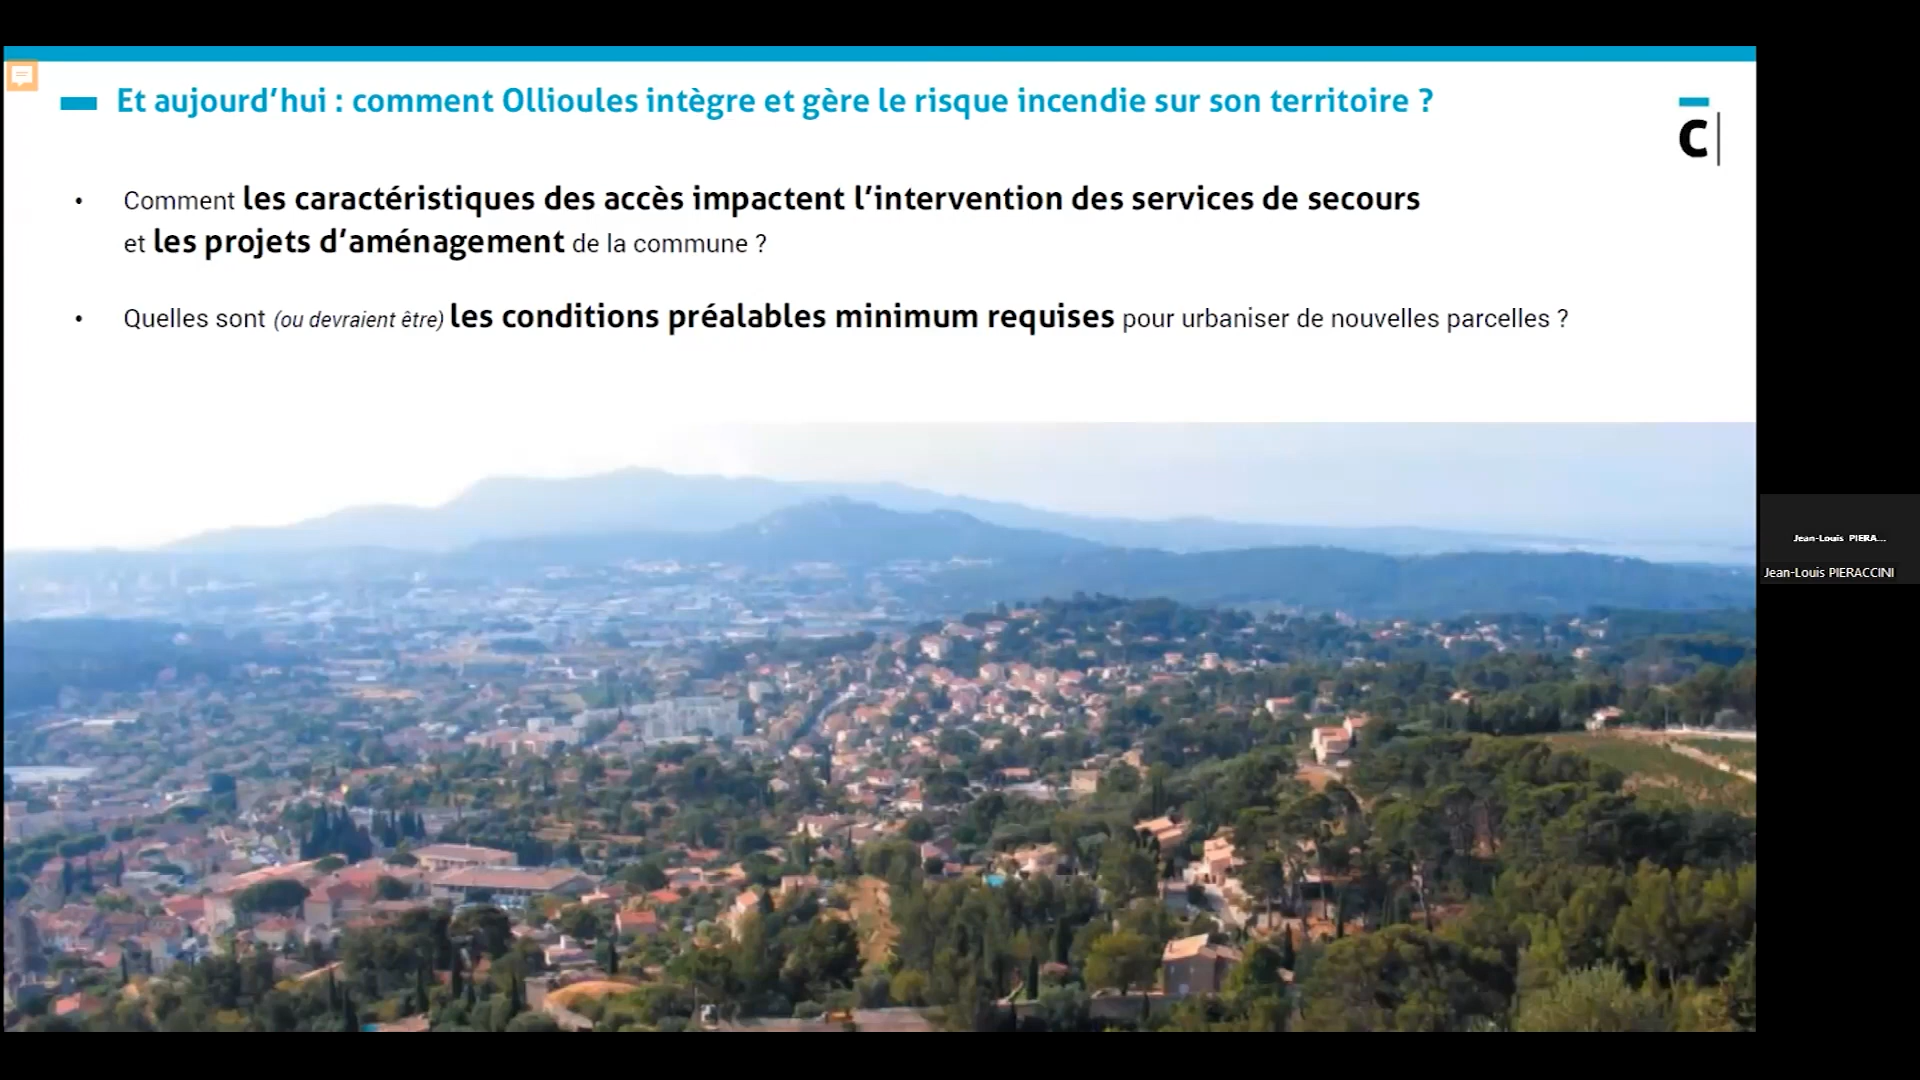 Et aujourd’hui : comment Ollioules intègre et gère le risque incendie sur son territoire ?
C
• Comment les caractéristiques des accès impactent l’intervention des services de secours
et les projets d’aménagement de la commune ?
• Quelles sont (ou devraient être) les conditions préalables minimum requises pour urbaniser de nouvelles parcelles ?
Jean-Louis PIERA...
Jean-Louis PIERACCINI